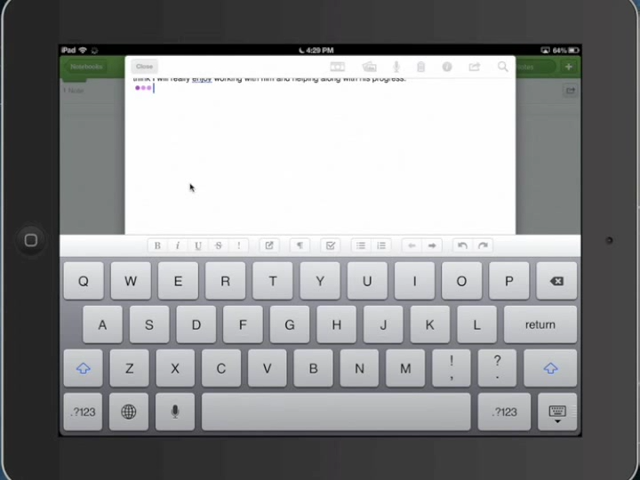 iPad 4:29 PM 64%
Notebooks Close
think I will really enjoy working with him and helping along with his progress.
Note
B I U S !
Q W E R T Y U I O P
A S D F G H J K L return
Z X C V B N M ! , ? .
.?123 .?123